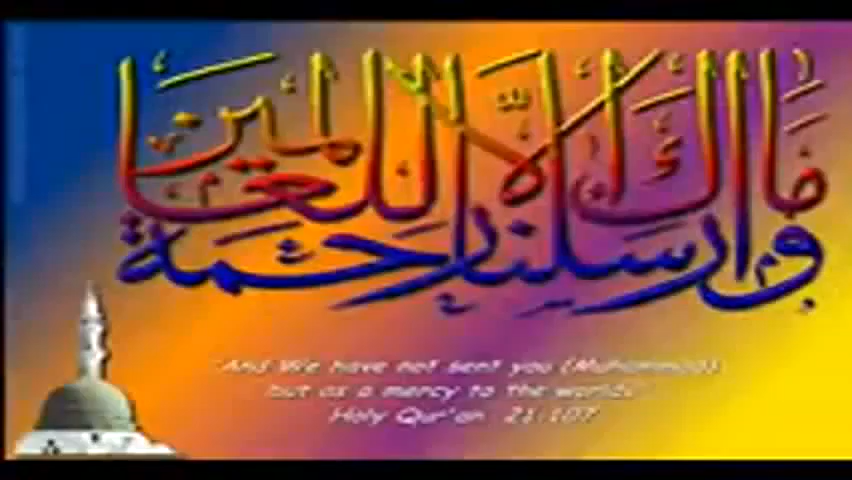 وما ارسلناك الا رحمة للعالمين
"And We have not sent you (Muhammad)
but as a mercy to the worlds"
Holy Qur'an 21:107